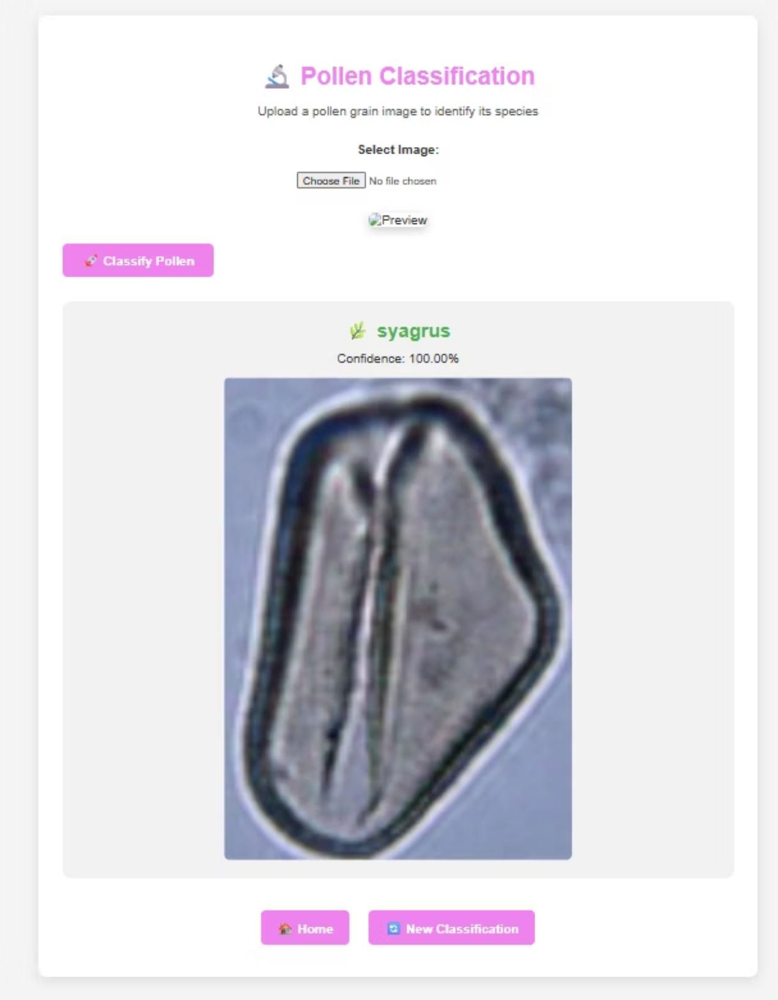 Pollen Classification
Upload a pollen grain image to identify its species
Select Image:
Choose File No file chosen
Preview
Classify Pollen
syagrus
Confidence: 100.00%
Home
New Classification